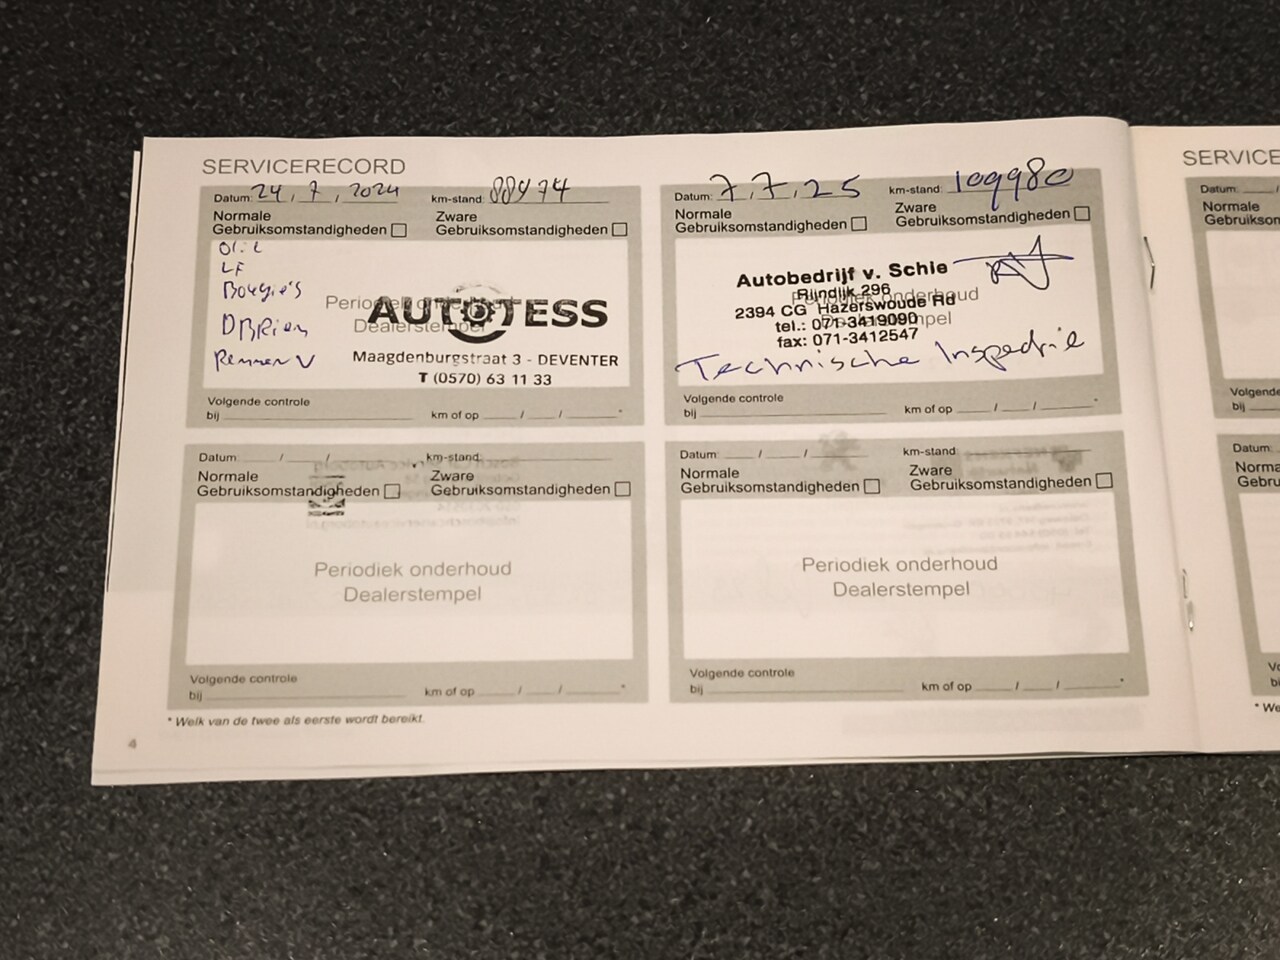 SERVICERECORD
Datum: 24, 7, 2024 km-stand:
Normale Gebruiksomstandigheden
Zware Gebruiksomstandigheden
LF
Bougie's
Remmen V
Periodiek onderhoud
Dealerstempel
AUTOTESS
Maagdenburgstraat 3 - DEVENTER
T (0570) 63 11 33
Volgende controle
bij km of op / / *
Datum: 7, 7, 25 km-stand: 109980
Normale Gebruiksomstandigheden
Zware Gebruiksomstandigheden
Autobedrijf v. Schie
Rijndijk 296
2394 CG Hazerswoude Rd
tel.: 071-3419090
fax: 071-3412547
Periodiek onderhoud
Dealerstempel
Technische Inspectie
Volgende controle
bij km of op / / *
Datum: / / km-stand:
Normale Gebruiksomstandigheden
Zware Gebruiksomstandigheden
Periodiek onderhoud
Dealerstempel
Volgende controle
bij km of op / / *
Datum: / / km-stand:
Normale Gebruiksomstandigheden
Zware Gebruiksomstandigheden
Periodiek onderhoud
Dealerstempel
Volgende controle
bij km of op / / *
* Welk van de twee als eerste wordt bereikt.
4
SERVICE
Datum: /
Normale
Gebruiksom
Volgende
bij
Datum:
Norma
Gebru
* We